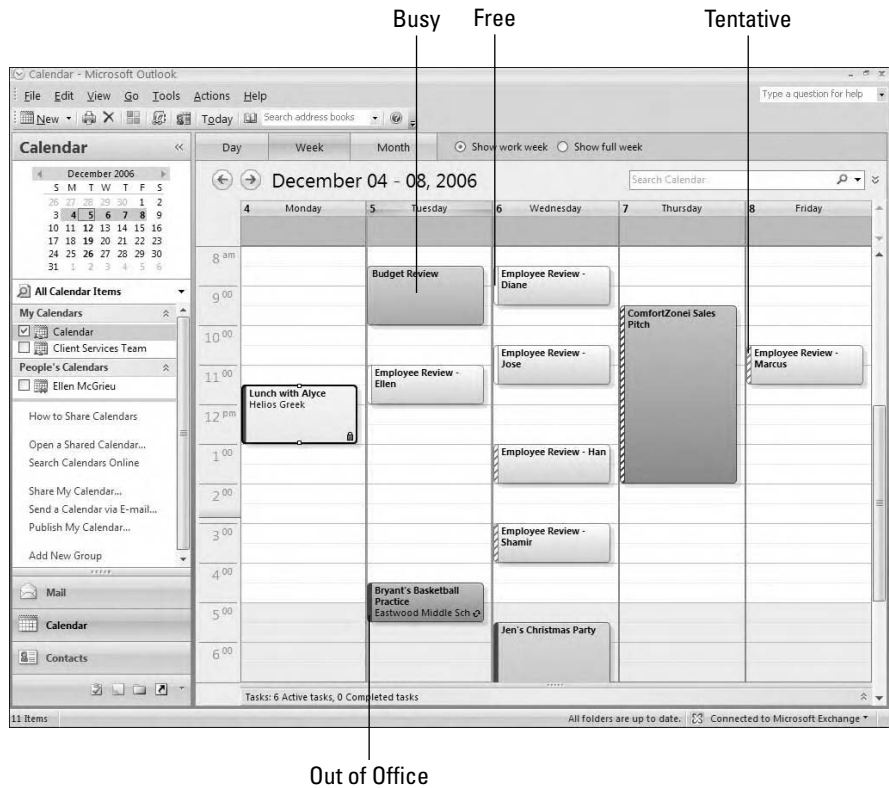 Busy Free Tentative
Calendar - Microsoft Outlook
File Edit View Go Tools Actions Help
Type a question for help
New Today Search address books
Calendar «
Day Week Month Show work week Show full week
December 2006
S M T W T F S
26 27 28 29 30 1 2
3 4 5 6 7 8 9
10 11 12 13 14 15 16
17 18 19 20 21 22 23
24 25 26 27 28 29 30
31 1 2 3 4 5 6
All Calendar Items
My Calendars
Calendar
Client Services Team
People's Calendars
Ellen McGrieu
How to Share Calendars
Open a Shared Calendar...
Search Calendars Online
Share My Calendar...
Send a Calendar via E-mail...
Publish My Calendar...
Add New Group
Mail
Calendar
Contacts
December 04 - 08, 2006
Search Calendar
4 Monday 5 Tuesday 6 Wednesday 7 Thursday 8 Friday
8 am
9 00
10 00
11 00
12 pm
1 00
2 00
3 00
4 00
5 00
6 00
Lunch with Alyce
Helios Greek
Budget Review
Employee Review -
Ellen
Bryant's Basketball
Practice
Eastwood Middle Sch
Employee Review -
Diane
Employee Review -
Jose
Employee Review - Han
Employee Review -
Shamir
Jen's Christmas Party
ComfortZonei Sales
Pitch
Employee Review -
Marcus
Tasks: 6 Active tasks, 0 Completed tasks
11 Items
All folders are up to date. Connected to Microsoft Exchange
Out of Office